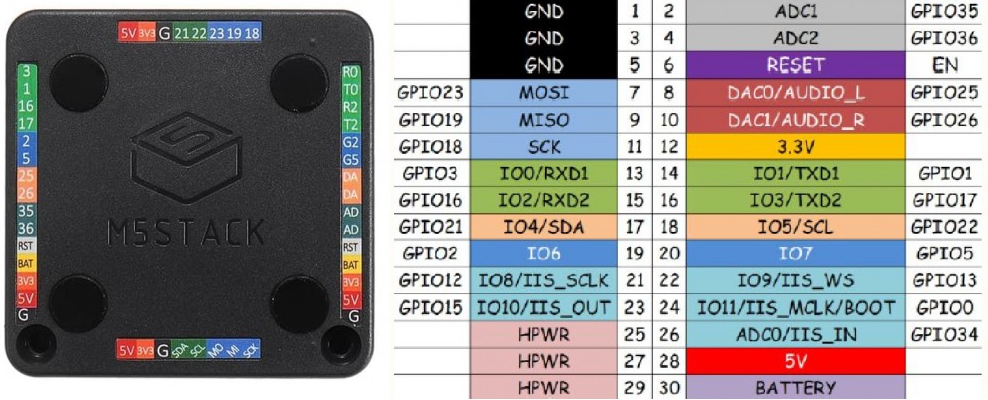 5V 3V3 G 21 22 23 19 18
3
1
16
17
2
5
25
26
35
36
RST
BAT
3V3
5V
G
R0
T0
R2
T2
G2
G5
DA
DA
AD
AD
RST
BAT
3V3
5V
G
M5STACK
5V 3V3 G SDA SCL MO MI SCK
GND 1 2 ADC1 GPIO35
GND 3 4 ADC2 GPIO36
GND 5 6 RESET EN
GPIO23 MOSI 7 8 DAC0/AUDIO_L GPIO25
GPIO19 MISO 9 10 DAC1/AUDIO_R GPIO26
GPIO18 SCK 11 12 3.3V
GPIO3 IO0/RXD1 13 14 IO1/TXD1 GPIO1
GPIO16 IO2/RXD2 15 16 IO3/TXD2 GPIO17
GPIO21 IO4/SDA 17 18 IO5/SCL GPIO22
GPIO2 IO6 19 20 IO7 GPIO5
GPIO12 IO8/IIS_SCLK 21 22 IO9/IIS_WS GPIO13
GPIO15 IO10/IIS_OUT 23 24 IO11/IIS_MCLK/BOOT GPIO0
HPWR 25 26 ADC0/IIS_IN GPIO34
HPWR 27 28 5V
HPWR 29 30 BATTERY